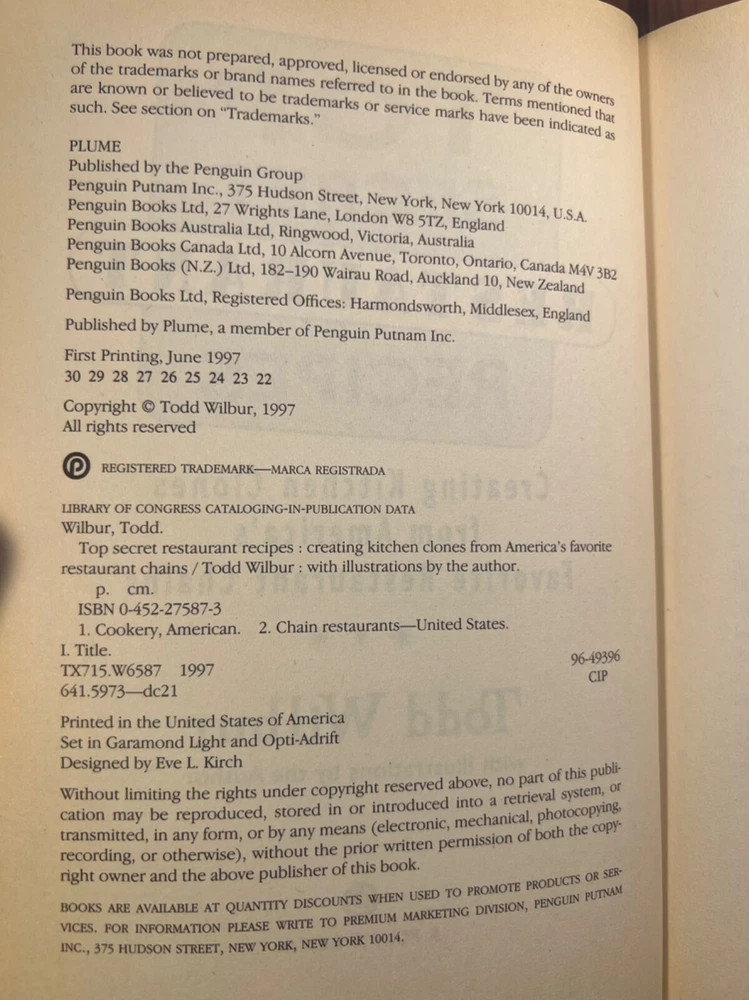 This book was not prepared, approved, licensed or endorsed by any of the owners
of the trademarks or brand names referred to in the book. Terms mentioned that
are known or believed to be trademarks or service marks have been indicated as
such. See section on "Trademarks."
PLUME
Published by the Penguin Group
Penguin Putnam Inc., 375 Hudson Street, New York, New York 10014, U.S.A.
Penguin Books Ltd, 27 Wrights Lane, London W8 5TZ, England
Penguin Books Australia Ltd, Ringwood, Victoria, Australia
Penguin Books Canada Ltd, 10 Alcorn Avenue, Toronto, Ontario, Canada M4V 3B2
Penguin Books (N.Z.) Ltd, 182–190 Wairau Road, Auckland 10, New Zealand
Penguin Books Ltd, Registered Offices: Harmondsworth, Middlesex, England
Published by Plume, a member of Penguin Putnam Inc.
First Printing, June 1997
30 29 28 27 26 25 24 23 22
Copyright © Todd Wilbur, 1997
All rights reserved
P REGISTERED TRADEMARK—MARCA REGISTRADA
LIBRARY OF CONGRESS CATALOGING-IN-PUBLICATION DATA
Wilbur, Todd.
Top secret restaurant recipes : creating kitchen clones from America's favorite
restaurant chains / Todd Wilbur : with illustrations by the author.
p. cm.
ISBN 0-452-27587-3
1. Cookery, American. 2. Chain restaurants—United States.
I. Title.
TX715.W6587 1997
96-49396
641.5973—dc21
CIP
Printed in the United States of America
Set in Garamond Light and Opti-Adrift
Designed by Eve L. Kirch
Without limiting the rights under copyright reserved above, no part of this publi-
cation may be reproduced, stored in or introduced into a retrieval system, or
transmitted, in any form, or by any means (electronic, mechanical, photocopying,
recording, or otherwise), without the prior written permission of both the copy-
right owner and the above publisher of this book.
BOOKS ARE AVAILABLE AT QUANTITY DISCOUNTS WHEN USED TO PROMOTE PRODUCTS OR SER-
VICES. FOR INFORMATION PLEASE WRITE TO PREMIUM MARKETING DIVISION, PENGUIN PUTNAM
INC., 375 HUDSON STREET, NEW YORK, NEW YORK 10014.